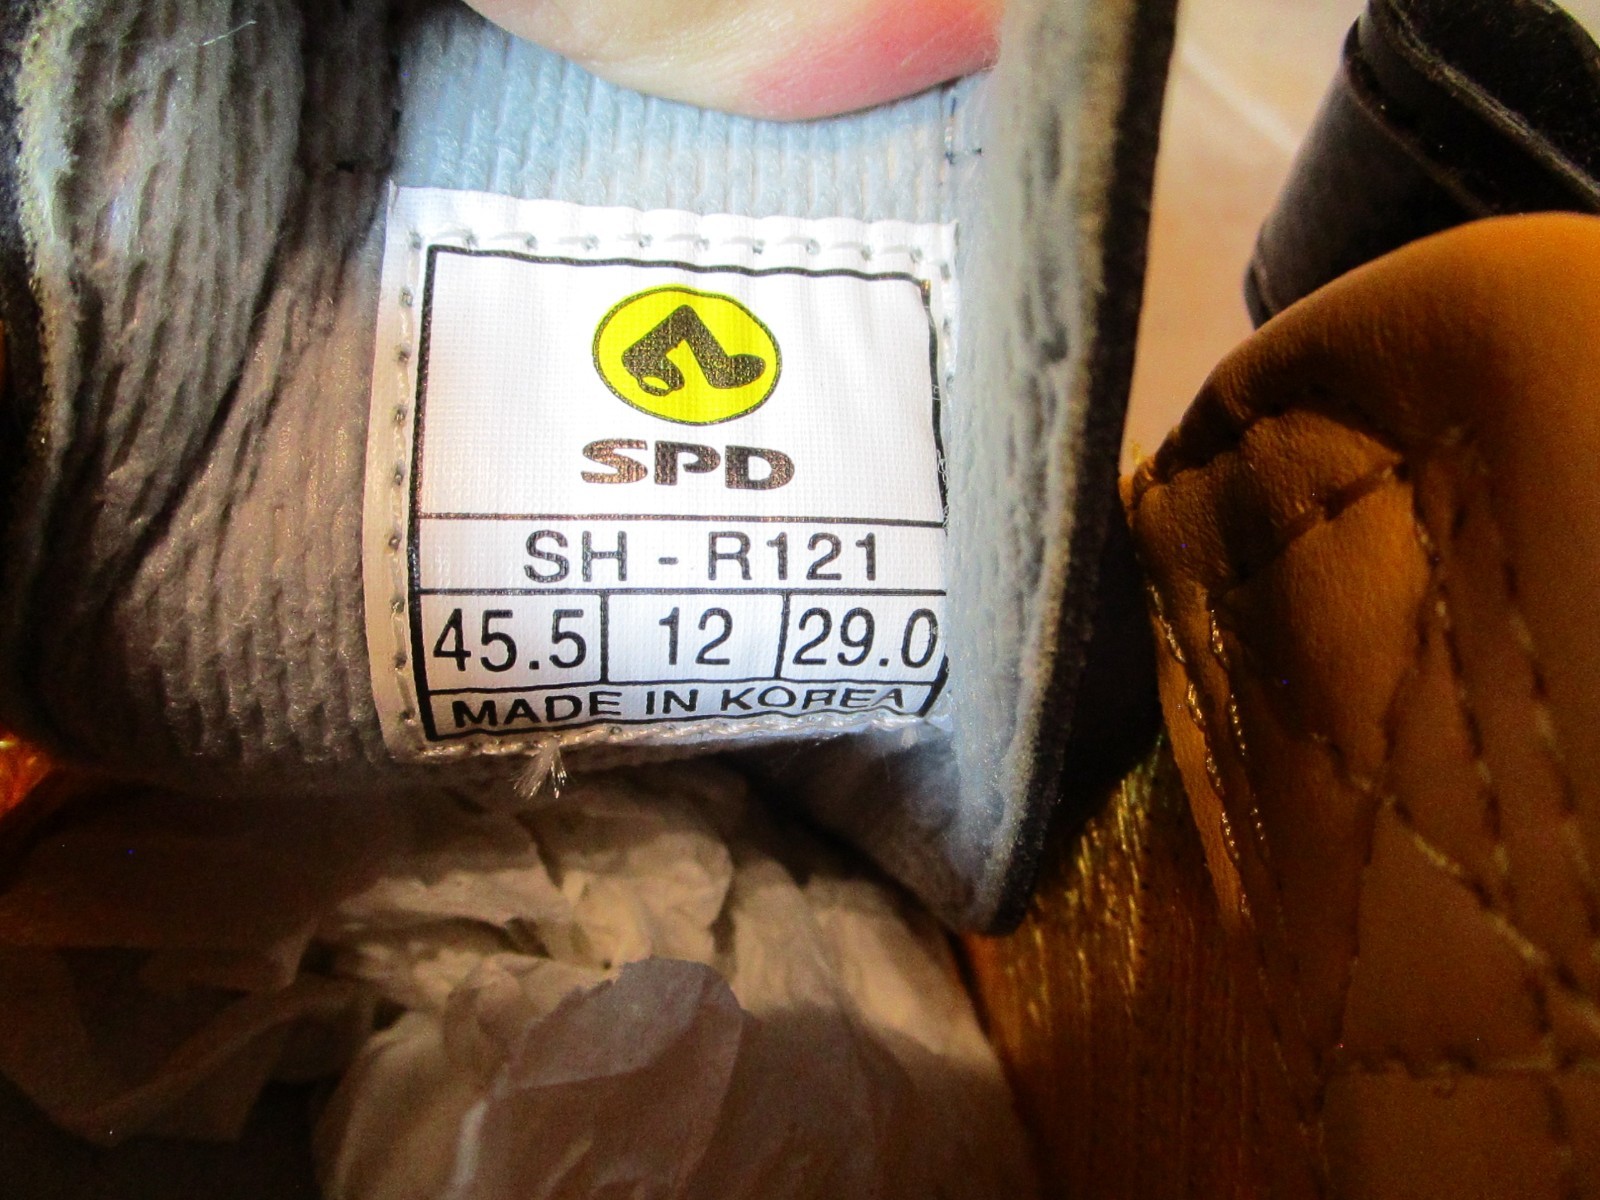 SPD
SH - R121
45.5 12 29.0
MADE IN KOREA